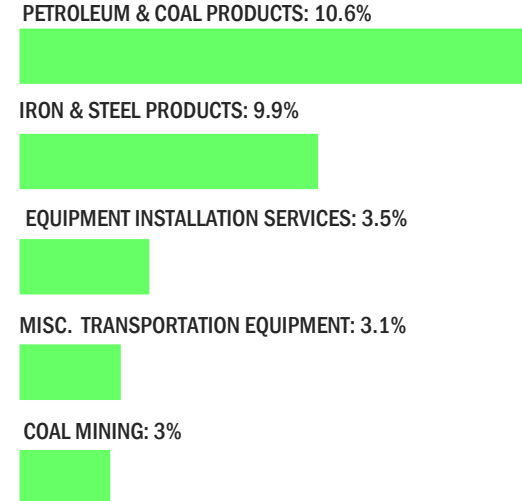 PETROLEUM & COAL PRODUCTS: 10.6%
IRON & STEEL PRODUCTS: 9.9%
EQUIPMENT INSTALLATION SERVICES: 3.5%
MISC. TRANSPORTATION EQUIPMENT: 3.1%
COAL MINING: 3%